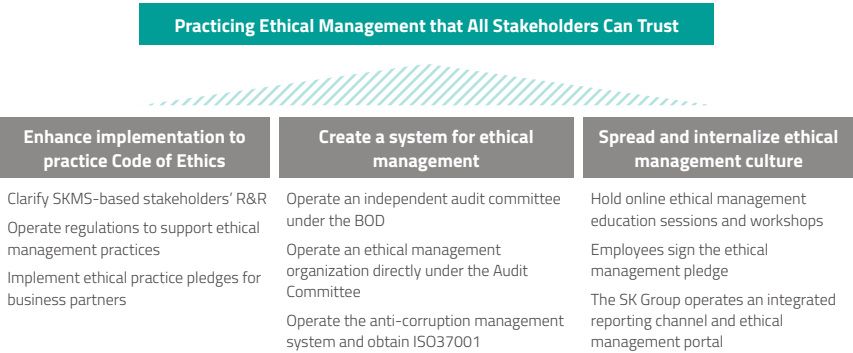 Practicing Ethical Management that All Stakeholders Can Trust
Enhance implementation to
practice Code of Ethics
Clarify SKMS-based stakeholders' R&R
Operate regulations to support ethical
management practices
Implement ethical practice pledges for
business partners
Create a system for ethical
management
Operate an independent audit committee
under the BOD
Operate an ethical management
organization directly under the Audit
Committee
Operate the anti-corruption management
system and obtain ISO37001
Spread and internalize ethical
management culture
Hold online ethical management
education sessions and workshops
Employees sign the ethical
management pledge
The SK Group operates an integrated
reporting channel and ethical
management portal